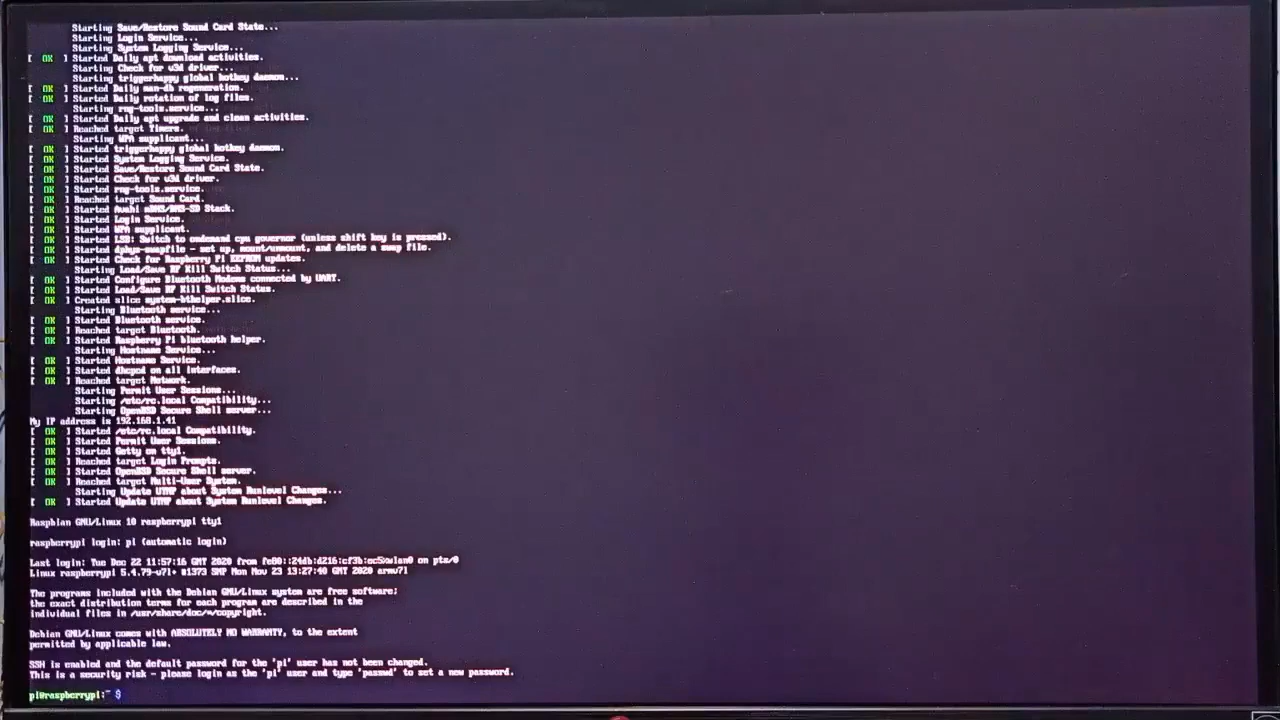 Starting Save/Restore Sound Card State...
Starting Login Service...
Starting System Logging Service...
[ OK ] Started Daily apt download activities.
Starting Check for v3d driver...
Starting triggerhappy global hotkey daemon...
[ OK ] Started Daily man-db regeneration.
[ OK ] Started Daily rotation of log files.
Starting rng-tools.service...
[ OK ] Started Daily apt upgrade and clean activities.
[ OK ] Reached target Timers.
Starting WPA supplicant...
[ OK ] Started triggerhappy global hotkey daemon.
[ OK ] Started System Logging Service.
[ OK ] Started Save/Restore Sound Card State.
[ OK ] Started Check for v3d driver.
[ OK ] Started rng-tools.service.
[ OK ] Reached target Sound Card.
[ OK ] Started Avahi mDNS/DNS-SD Stack.
[ OK ] Started Login Service.
[ OK ] Started WPA supplicant.
[ OK ] Started LSB: Switch to ondemand cpu governor (unless shift key is pressed).
[ OK ] Started dphys-swapfile - set up, mount/unmount, and delete a swap file.
[ OK ] Started Check for Raspberry Pi EEPROM updates.
Starting Load/Save RF Kill Switch Status...
[ OK ] Started Configure Bluetooth Modems connected by UART.
[ OK ] Started Load/Save RF Kill Switch Status.
[ OK ] Created slice system-bthelper.slice.
Starting Bluetooth service...
[ OK ] Started Bluetooth service.
[ OK ] Reached target Bluetooth.
[ OK ] Started Raspberry Pi bluetooth helper.
Starting Hostname Service...
[ OK ] Started Hostname Service.
[ OK ] Started dhcpcd on all interfaces.
[ OK ] Reached target Network.
Starting Permit User Sessions...
Starting /etc/rc.local Compatibility...
Starting OpenBSD Secure Shell server...
My IP address is 192.168.1.41
[ OK ] Started /etc/rc.local Compatibility.
[ OK ] Started Permit User Sessions.
[ OK ] Started Getty on tty1.
[ OK ] Reached target Login Prompts.
[ OK ] Started OpenBSD Secure Shell server.
[ OK ] Reached target Multi-User System.
Starting Update UTMP about System Runlevel Changes...
[ OK ] Started Update UTMP about System Runlevel Changes.
Raspbian GNU/Linux 10 raspberrypi tty1
raspberrypi login: pi (automatic login)
Last login: Tue Dec 22 11:57:16 GMT 2020 from on pts/0
Linux raspberrypi 5.4.79-v7l+ #1373 SMP Mon Nov 23 13:27:40 GMT 2020 armv7l
The programs included with the Debian GNU/Linux system are free software;
the exact distribution terms for each program are described in the
individual files in /usr/share/doc/*/copyright.
Debian GNU/Linux comes with ABSOLUTELY NO WARRANTY, to the extent
permitted by applicable law.
SSH is enabled and the default password for the 'pi' user has not been changed.
This is a security risk - please login as the 'pi' user and type 'passwd' to set a new password.
pi@raspberrypi:~ $